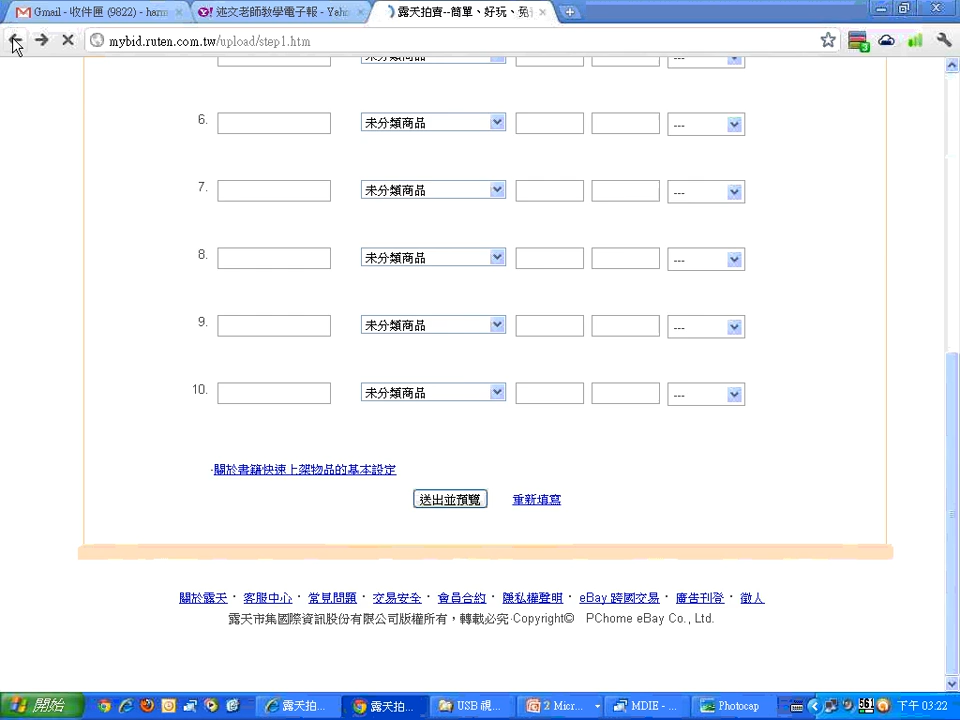 Gmail - 收件匣 (9822) - harm
述交老師教學電子報 - Yah
露天拍賣--簡單、好玩、免
mybid.ruten.com.tw/upload/step1.htm
3
未分類商品 ---
6. 未分類商品 ---
7. 未分類商品 ---
8. 未分類商品 ---
9. 未分類商品 ---
10. 未分類商品 ---
·關於書籍快速上架物品的基本設定
送出並預覽 重新填寫
關於露天 · 客服中心 · 常見問題 · 交易安全 · 會員合約 · 隱私權聲明 · eBay 跨國交易 · 廣告刊登 · 徵人
露天市集國際資訊股份有限公司版權所有，轉載必究·Copyright© PChome eBay Co., Ltd.
開始 露天拍... 露天拍... USB 視... 2 Micr... MDIE - ... Photocap 561 下午 03:22